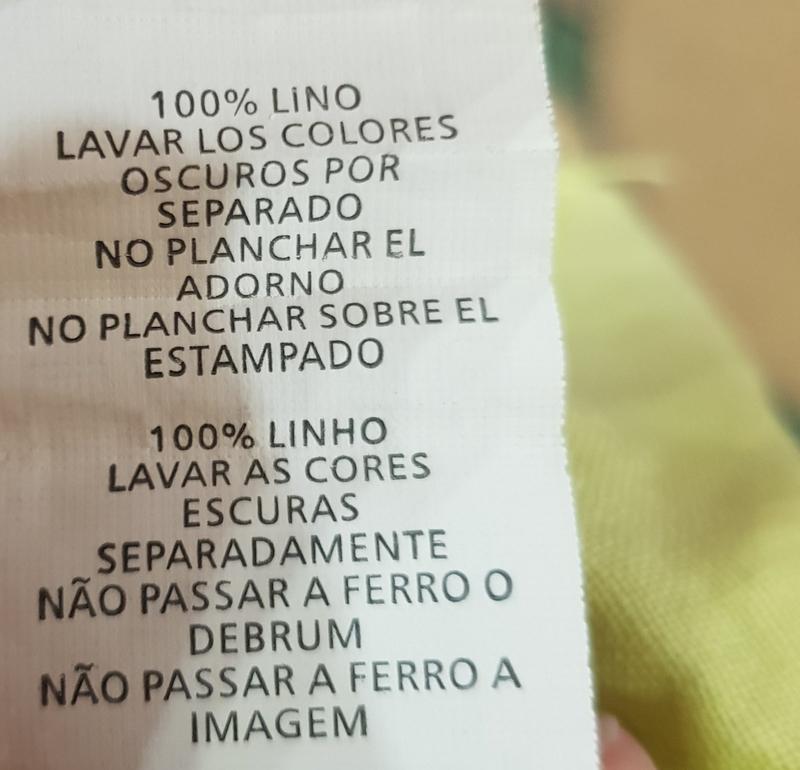 100% LiNO
LAVAR LOS COLORES
OSCUROS POR
SEPARADO
NO PLANCHAR EL
ADORNO
NO PLANCHAR SOBRE EL
ESTAMPADO
100% LINHO
LAVAR AS CORES
ESCURAS
SEPARADAMENTE
NÃO PASSAR A FERRO O
DEBRUM
NÃO PASSAR A FERRO A
IMAGEM